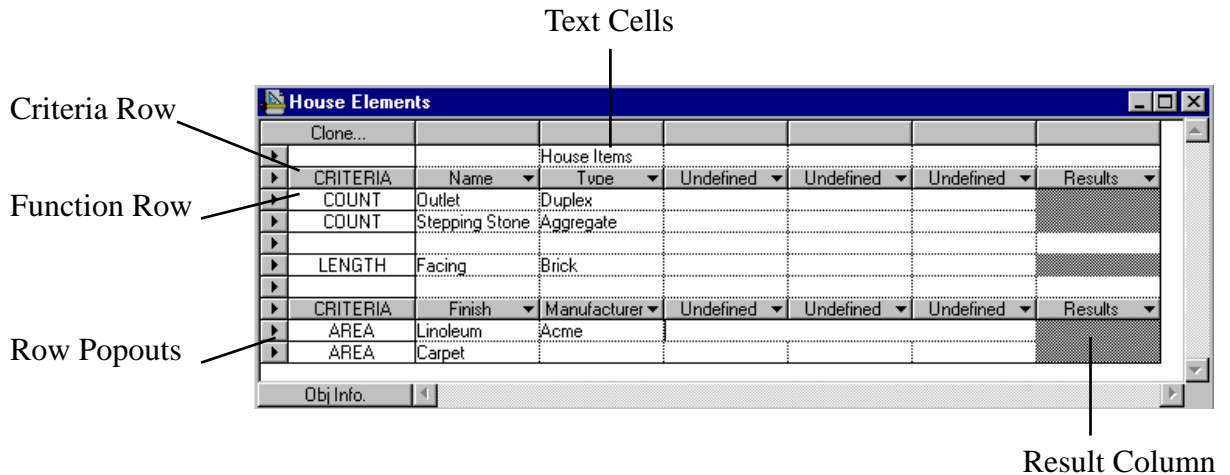 Text Cells
Criteria Row
House Elements
Clone...
House Items
CRITERIA Name Type Undefined Undefined Undefined Results
Function Row
COUNT Outlet Duplex
COUNT Stepping Stone Aggregate
LENGTH Facing Brick
CRITERIA Finish Manufacturer Undefined Undefined Undefined Results
Row Popouts
AREA Linoleum Acme
AREA Carpet
Obj Info.
Result Column